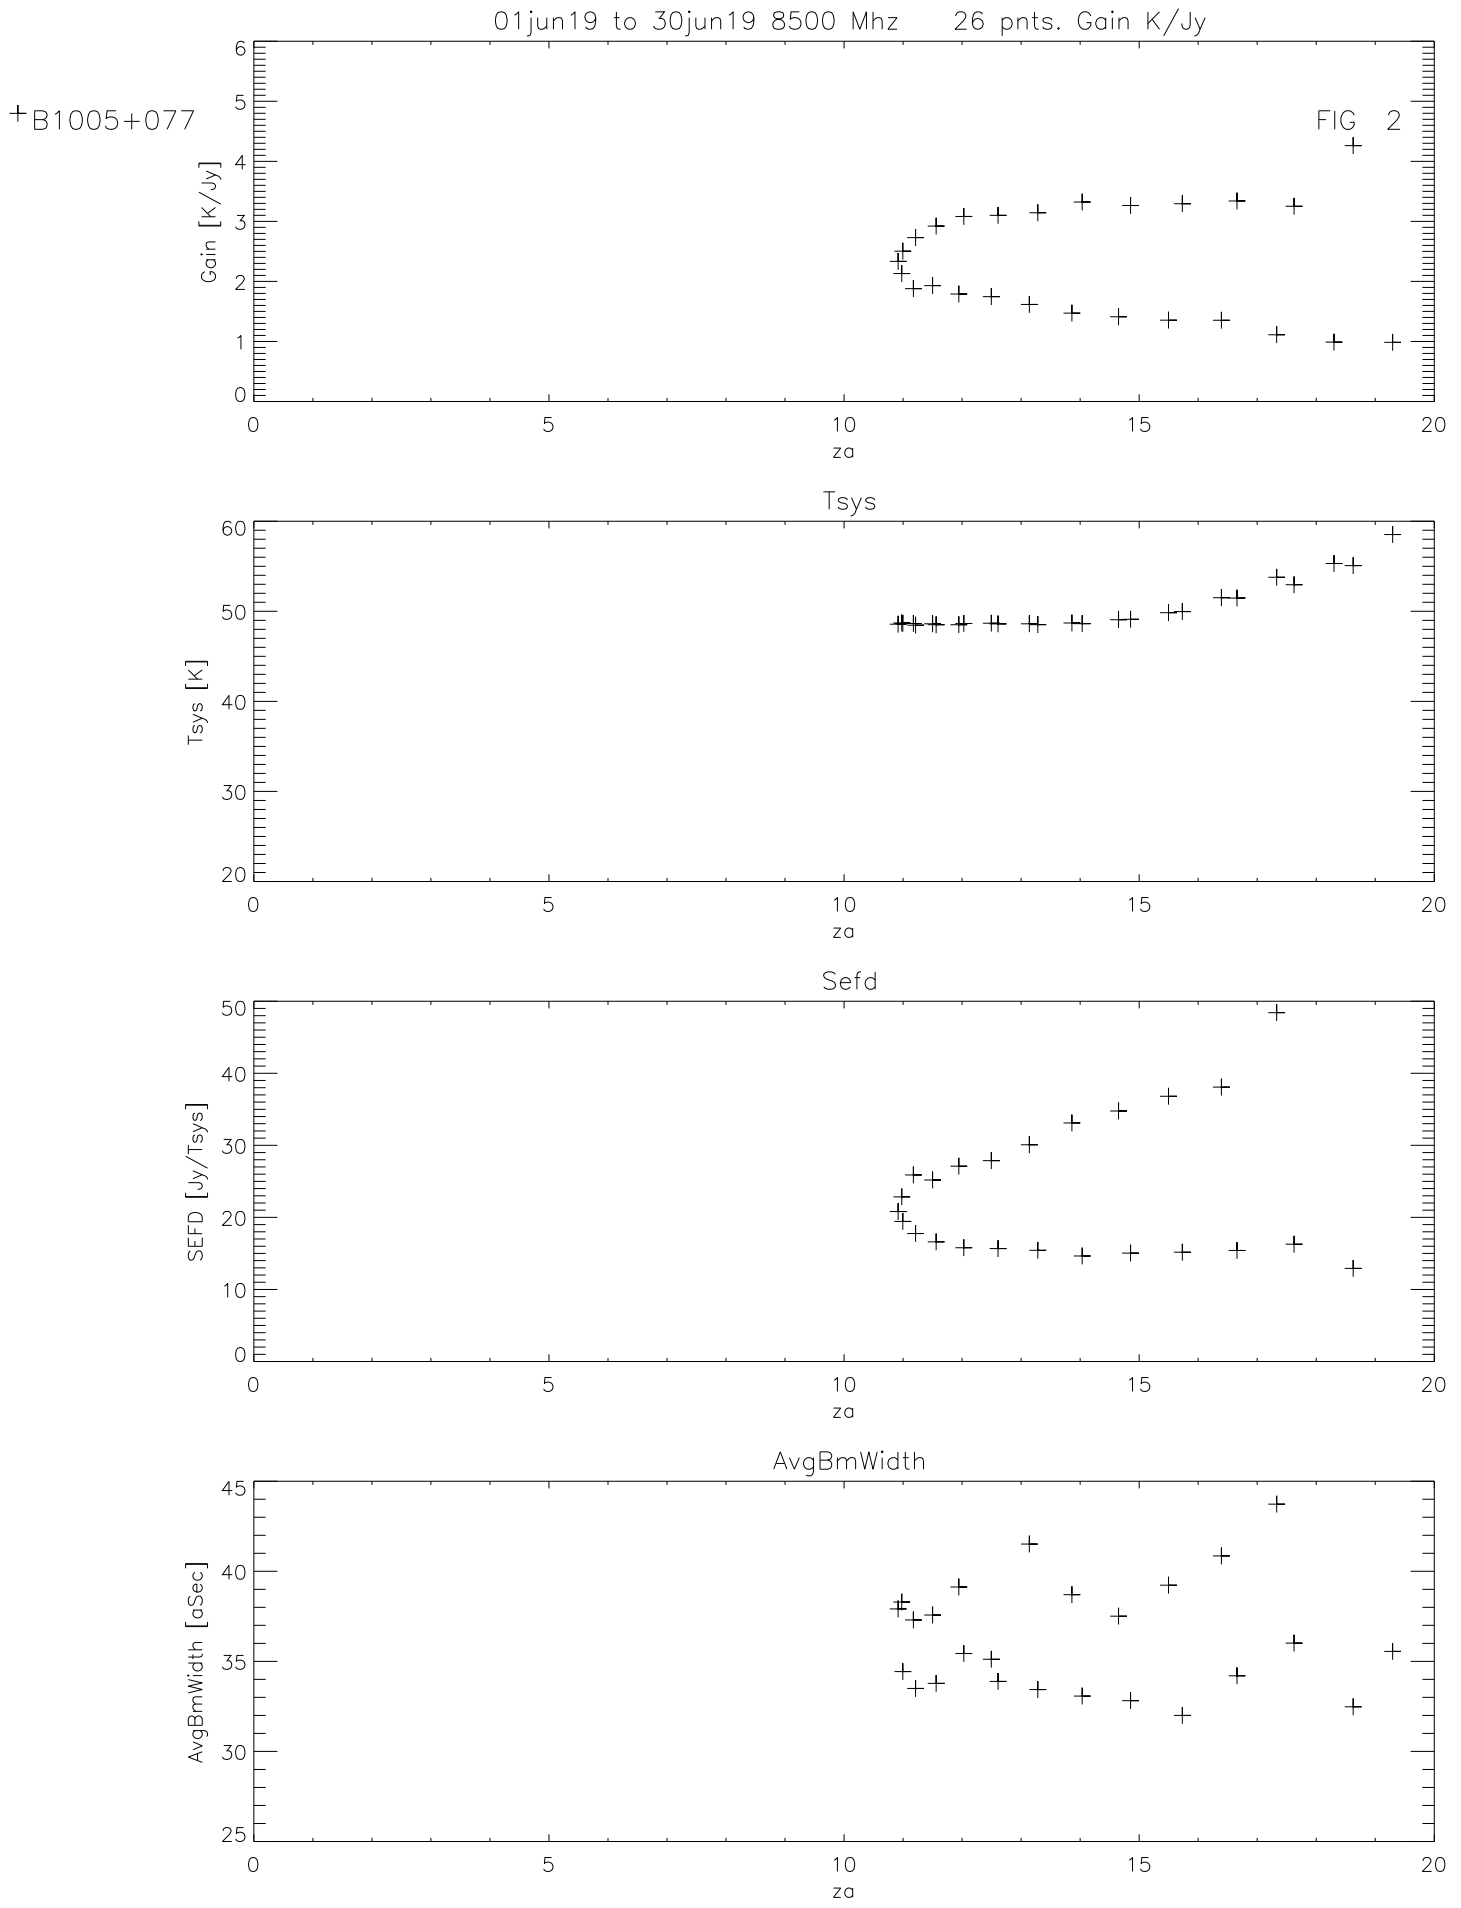 01jun19 to 30jun19 8500 Mhz 26 pnts. Gain K/Jy
+B1005+077
FIG 2
Gain [K/Jy]
6
5
4
3
2
1
0
0 5 10 15 20
za
Tsys
Tsys [K]
60
50
40
30
20
0 5 10 15 20
za
Sefd
SEFD [Jy/Tsys]
50
40
30
20
10
0
0 5 10 15 20
za
AvgBmWidth
AvgBmWidth [aSec]
45
40
35
30
25
0 5 10 15 20
za